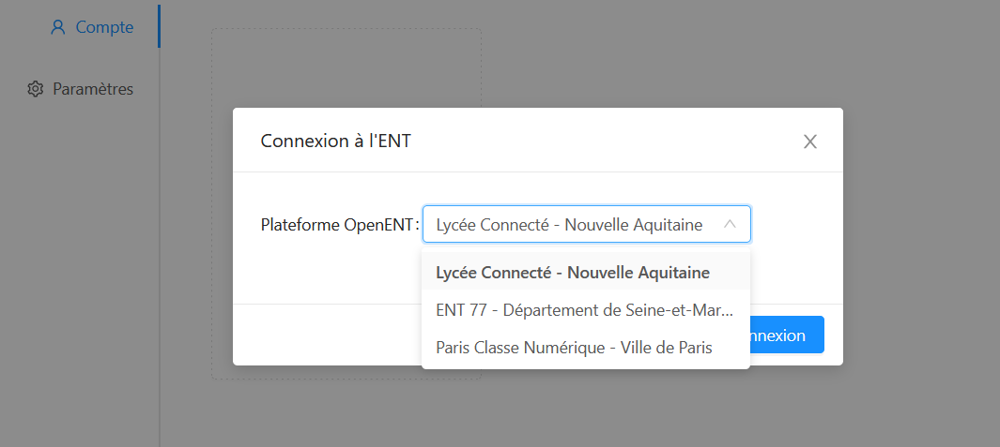 Compte
Paramètres
Connexion à l'ENT
Plateforme OpenENT: Lycée Connecté - Nouvelle Aquitaine
Lycée Connecté - Nouvelle Aquitaine
ENT 77 - Département de Seine-et-Mar...
Paris Classe Numérique - Ville de Paris
nnexion